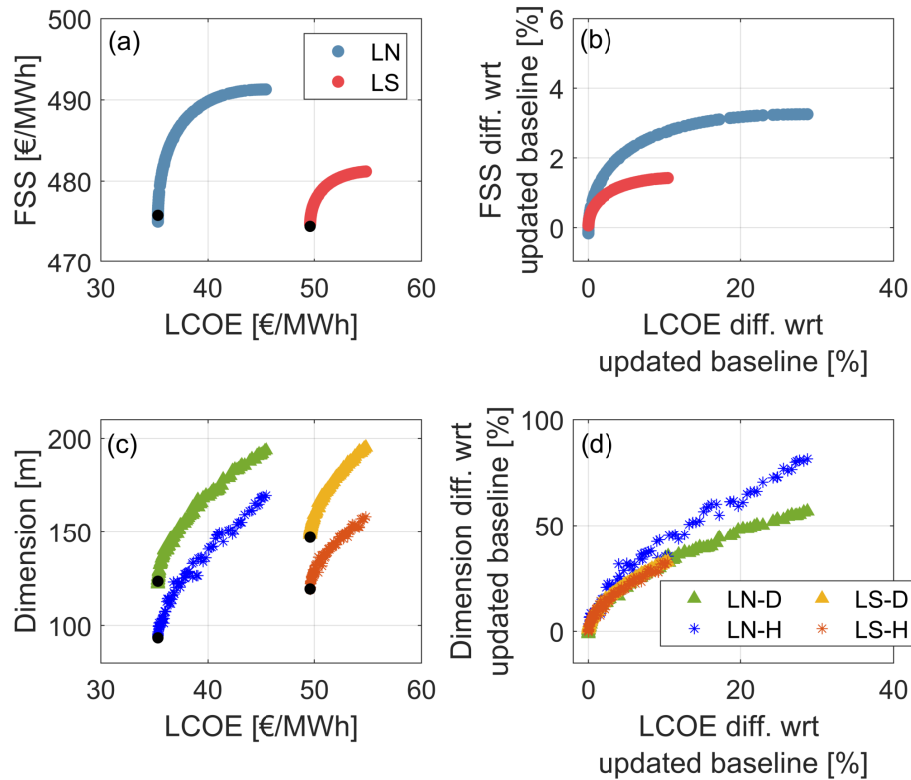 (a)
LN
LS
500
490
480
470
FSS [€/MWh]
30
40
50
60
LCOE [€/MWh]
(b)
6
4
2
0
FSS diff. wrt
updated baseline [%]
0
20
40
LCOE diff. wrt
updated baseline [%]
(c)
200
150
100
Dimension [m]
30
40
50
60
LCOE [€/MWh]
(d)
100
50
0
Dimension diff. wrt
updated baseline [%]
LN-D
LS-D
LN-H
LS-H
0
20
40
LCOE diff. wrt
updated baseline [%]